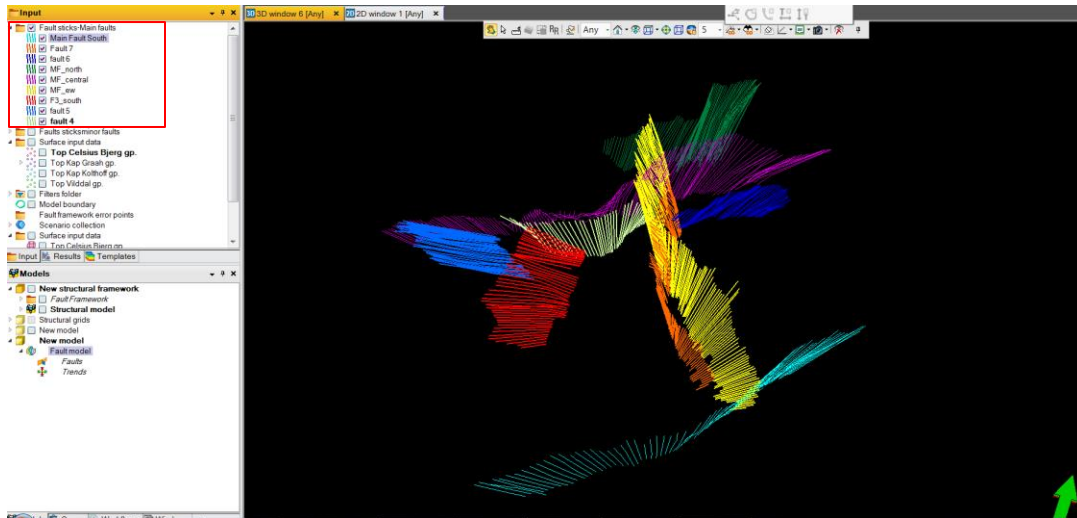 Input
3D window 6 [Any]
2D window 1 [Any]
Any
5
Fault sticks-Main faults
Main Fault South
Fault 7
fault6
MF_north
MF_central
MF_ew
F3_south
fault5
fault 4
Faults sticksminor faults
Surface input data
Top Celsius Bjerg gp.
Top Kap Graah gp.
Top Kap Kolthoff gp.
Top Vilddal gp.
Filters folder
Model boundary
Fault framework error points
Scenario collection
Surface input data
Top Celsius Bjerg gp
Input Results Templates
Models
New structural framework
Fault Framework
Structural model
Structural grids
New model
New model
Fault model
Faults
Trends